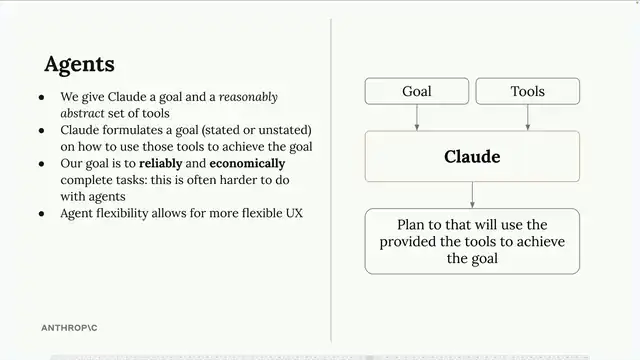 Agents
● We give Claude a goal and a reasonably
abstract set of tools
● Claude formulates a goal (stated or unstated)
on how to use those tools to achieve the goal
● Our goal is to reliably and economically
complete tasks: this is often harder to do
with agents
● Agent flexibility allows for more flexible UX
ANTHROP\C
Goal
Tools
Claude
Plan to that will use the
provided the tools to achieve
the goal